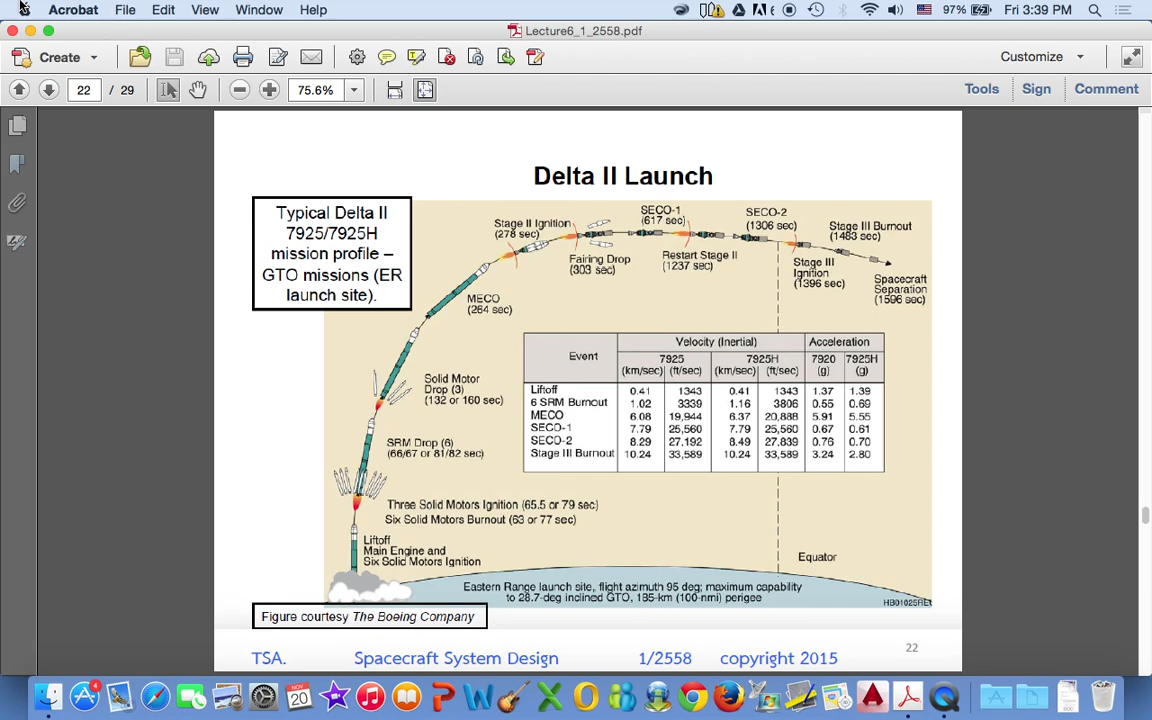 Acrobat File Edit View Window Help
6 97% Fri 3:39 PM
Lecture6_1_2558.pdf
Create Customize
22 / 29 75.6% Tools Sign Comment
Delta II Launch
Typical Delta II
7925/7925H
mission profile –
GTO missions (ER
launch site).
Stage II Ignition
(278 sec)
Fairing Drop
(303 sec)
SECO-1
(617 sec)
Restart Stage II
(1237 sec)
SECO-2
(1306 sec)
Stage III
Ignition
(1396 sec)
Stage III Burnout
(1483 sec)
Spacecraft
Separation
(1596 sec)
MECO
(264 sec)
Solid Motor
Drop (3)
(132 or 160 sec)
SRM Drop (6)
(66/67 or 81/82 sec)
Three Solid Motors Ignition (65.5 or 79 sec)
Six Solid Motors Burnout (63 or 77 sec)
Liftoff
Main Engine and
Six Solid Motors Ignition
Event Velocity (Inertial) Acceleration
7925 7925H 7920 7925H
(km/sec) (ft/sec) (km/sec) (ft/sec) (g) (g)
Liftoff 0.41 1343 0.41 1343 1.37 1.39
6 SRM Burnout 1.02 3339 1.16 3806 0.55 0.69
MECO 6.08 19,944 6.37 20,888 5.91 5.55
SECO-1 7.79 25,560 7.79 25,560 0.67 0.61
SECO-2 8.29 27,192 8.49 27,839 0.76 0.70
Stage III Burnout 10.24 33,589 10.24 33,589 3.24 2.80
Equator
Eastern Range launch site, flight azimuth 95 deg; maximum capability
to 28.7-deg inclined GTO, 185-km (100-nmi) perigee
Figure courtesy The Boeing Company
22
TSA. Spacecraft System Design 1/2558 copyright 2015